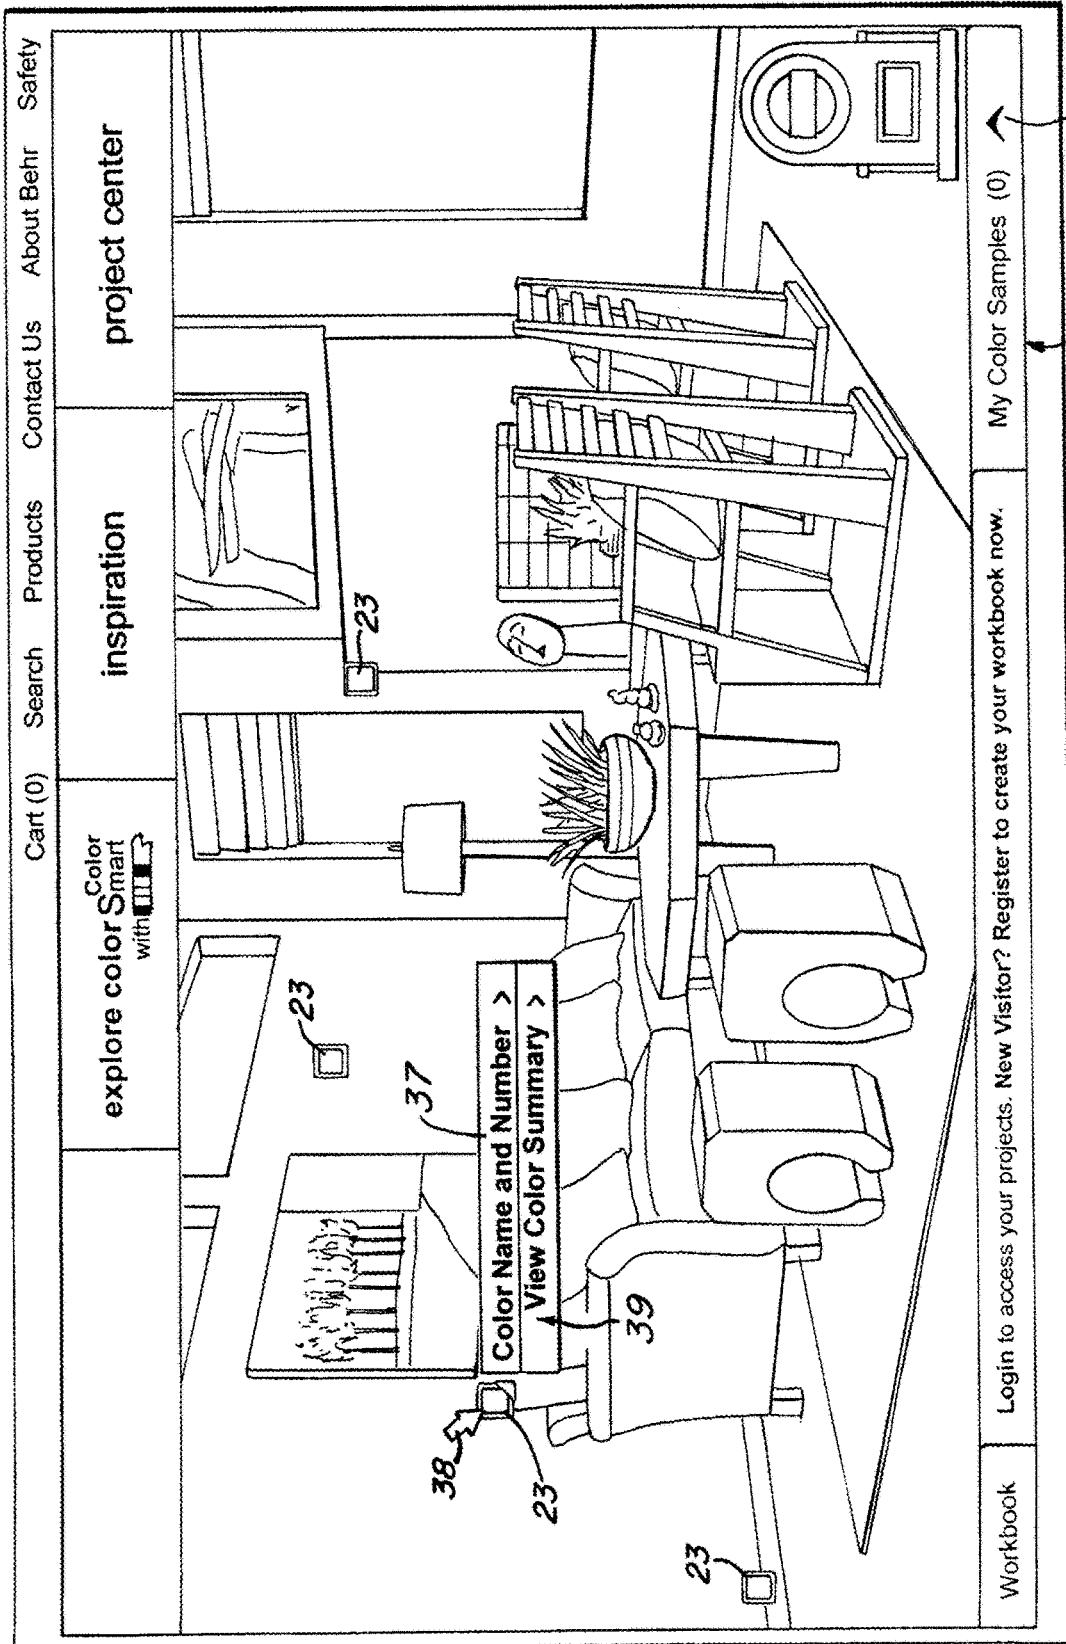 Cart (0) Search Products Contact Us About Behr Safety
explore color
with Color Smart
inspiration
project center
23
23
37
Color Name and Number >
View Color Summary >
38
23
39
23
Workbook
Login to access your projects. New Visitor? Register to create your workbook now.
My Color Samples (0)